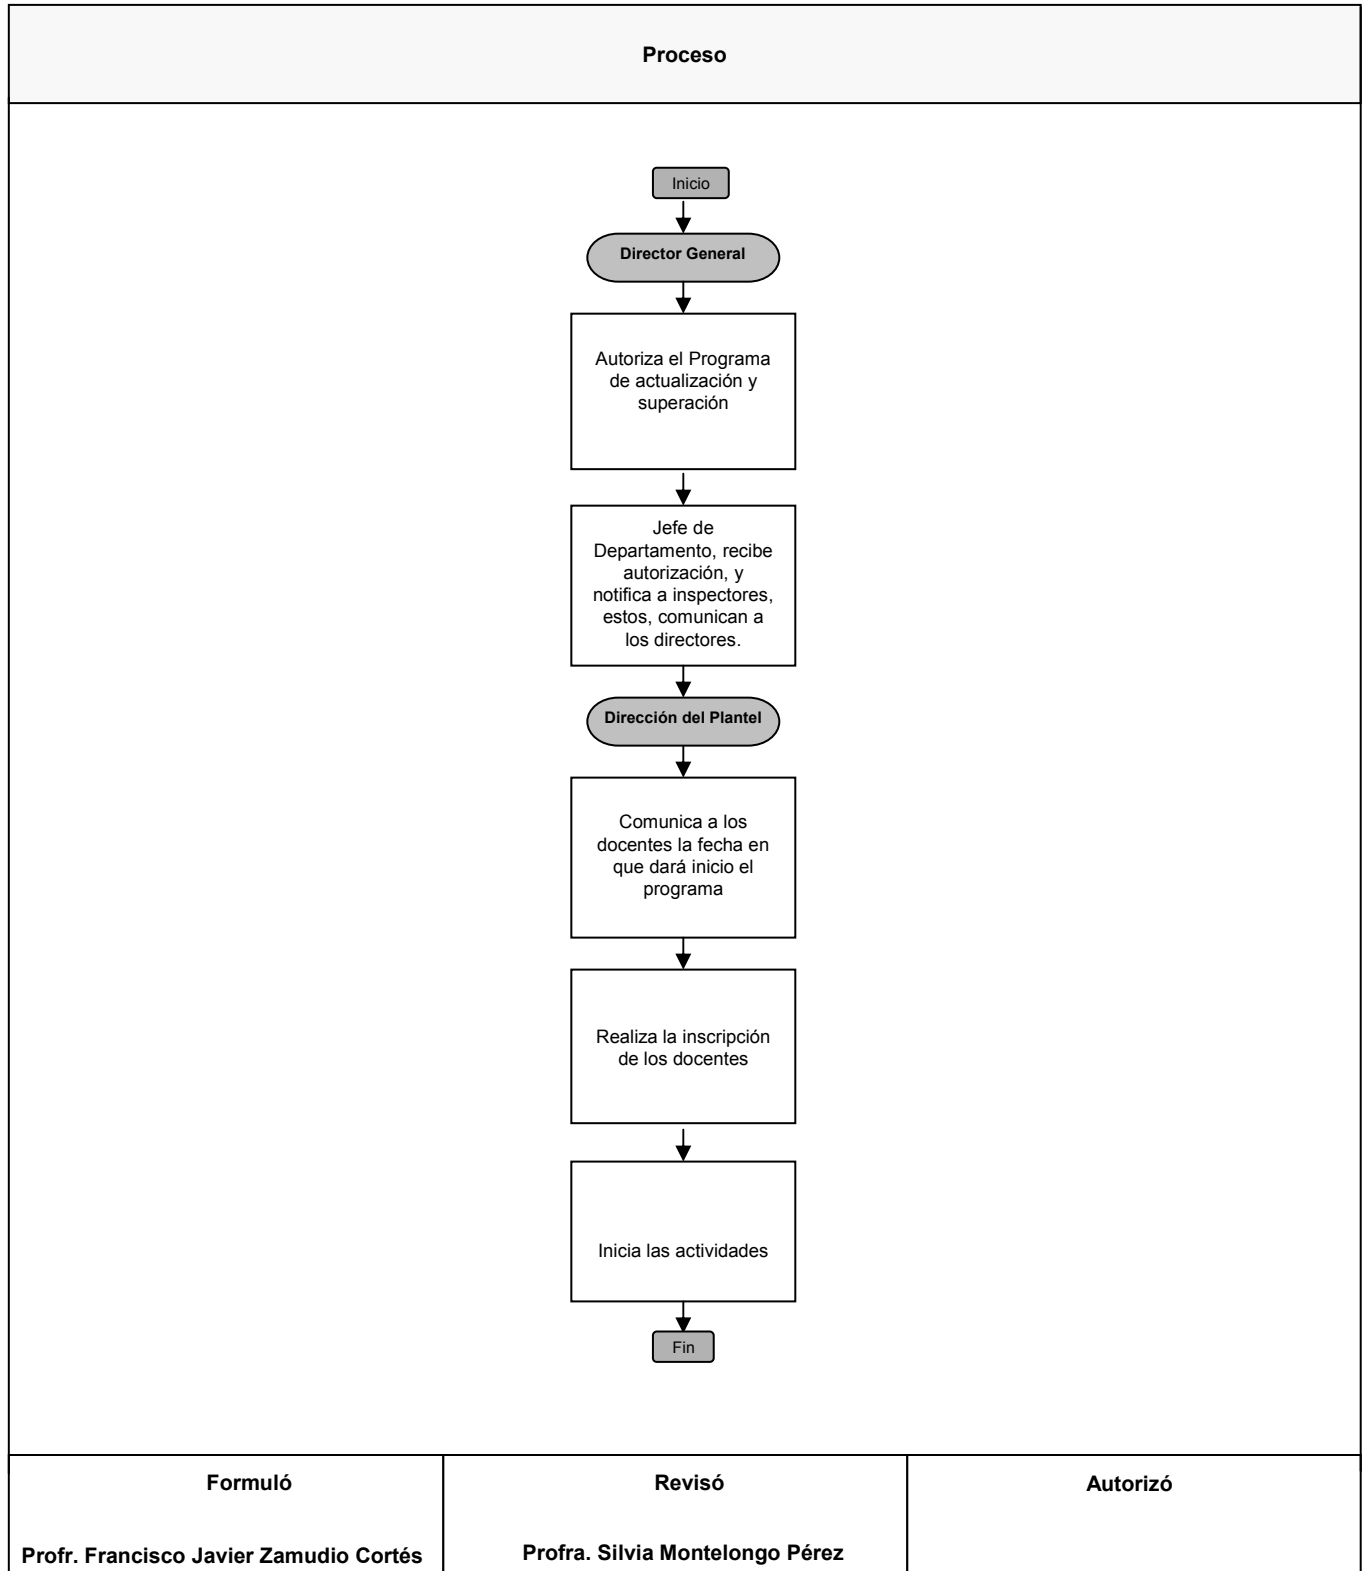 Proceso
Inicio
Director General
Autoriza el Programa
de actualización y
superación
Jefe de
Departamento, recibe
autorización, y
notifica a inspectores,
estos, comunican a
los directores.
Dirección del Plantel
Comunica a los
docentes la fecha en
que dará inicio el
programa
Realiza la inscripción
de los docentes
Inicia las actividades
Fin
Formuló
Profr. Francisco Javier Zamudio Cortés
Revisó
Profra. Silvia Montelongo Pérez
Autorizó